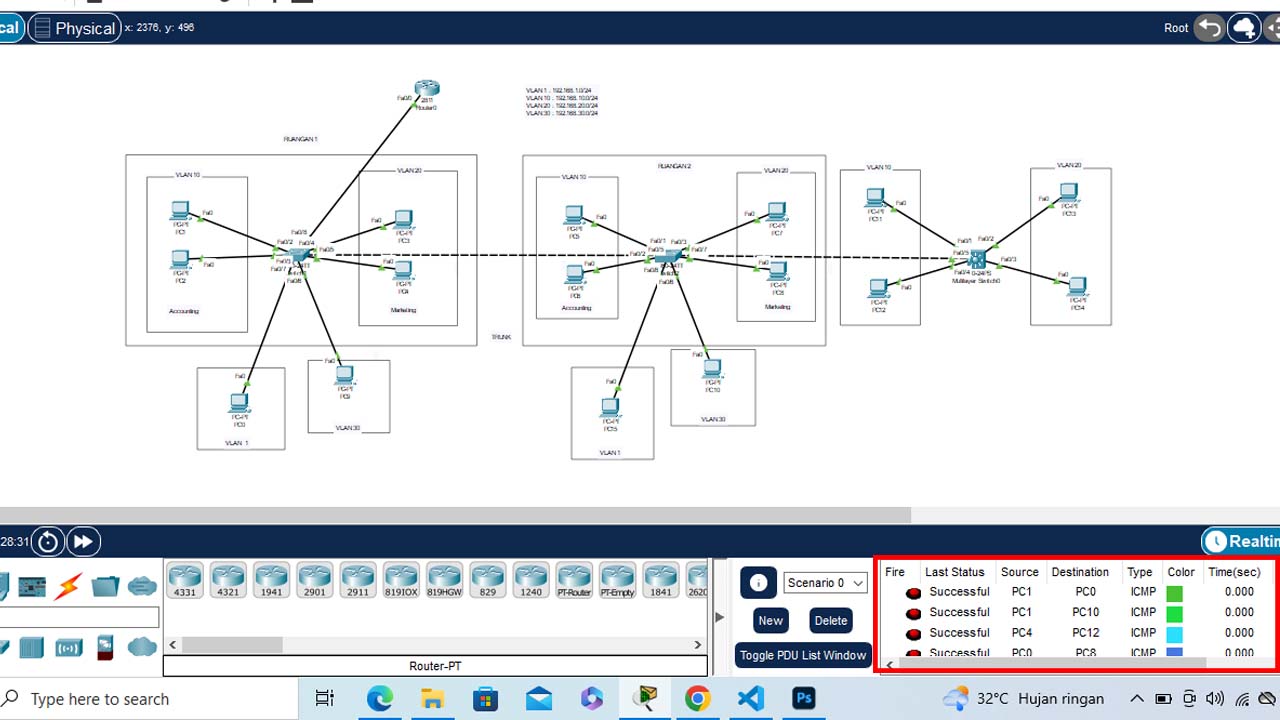 cal Physical x: 2376, y: 496 Root
Fa0/0
2811
Router0
VLAN 1 : 192.168.1.0/24
VLAN 10 : 192.168.10.0/24
VLAN 20 : 192.168.20.0/24
VLAN 30 : 192.168.30.0/24
RUANGAN 1
VLAN 10
VLAN 20
Fa0
PC-PT
PC1
Fa0
PC-PT
PC2
Accounting
Fa0
PC-PT
PC3
Fa0
PC-PT
PC4
Marketing
Fa0/8
Fa0/2 Fa0/4
Fa0/5
Fa0/7
Fa0/6
Fa0
PC-PT
PC0
VLAN 1
Fa0
PC-PT
VLAN 30
TRUNK
RUANGAN 2
VLAN 10
VLAN 20
Fa0
PC-PT
PC5
Fa0
PC-PT
PC6
Accounting
Fa0
PC-PT
PC7
Fa0
PC-PT
PC8
Marketing
Fa0/1 Fa0/3
Fa0/2 Fa0/5 Fa0/7
Fa0
PC-PT
PC15
VLAN 1
Fa0
PC-PT
PC10
VLAN 30
VLAN 10
VLAN 20
Fa0
PC-PT
PC11
Fa0
PC-PT
PC12
Fa0
PC-PT
PC13
Fa0
PC-PT
PC14
Fa0/1 Fa0/2
Fa0/5 Fa0/3
Fa0/4
Multilayer Switch0
28:31 Realtim
4331 4321 1941 2901 2911 819IOX 819HGW 829 1240 PT-Router PT-Empty 1841 2620
Router-PT
Scenario 0
New Delete
Toggle PDU List Window
Fire Last Status Source Destination Type Color Time(sec)
Successful PC1 PC0 ICMP 0.000
Successful PC1 PC10 ICMP 0.000
Successful PC4 PC12 ICMP 0.000
Successful PC0 PC8 ICMP 0.000
Type here to search Ps 32°C Hujan ringan